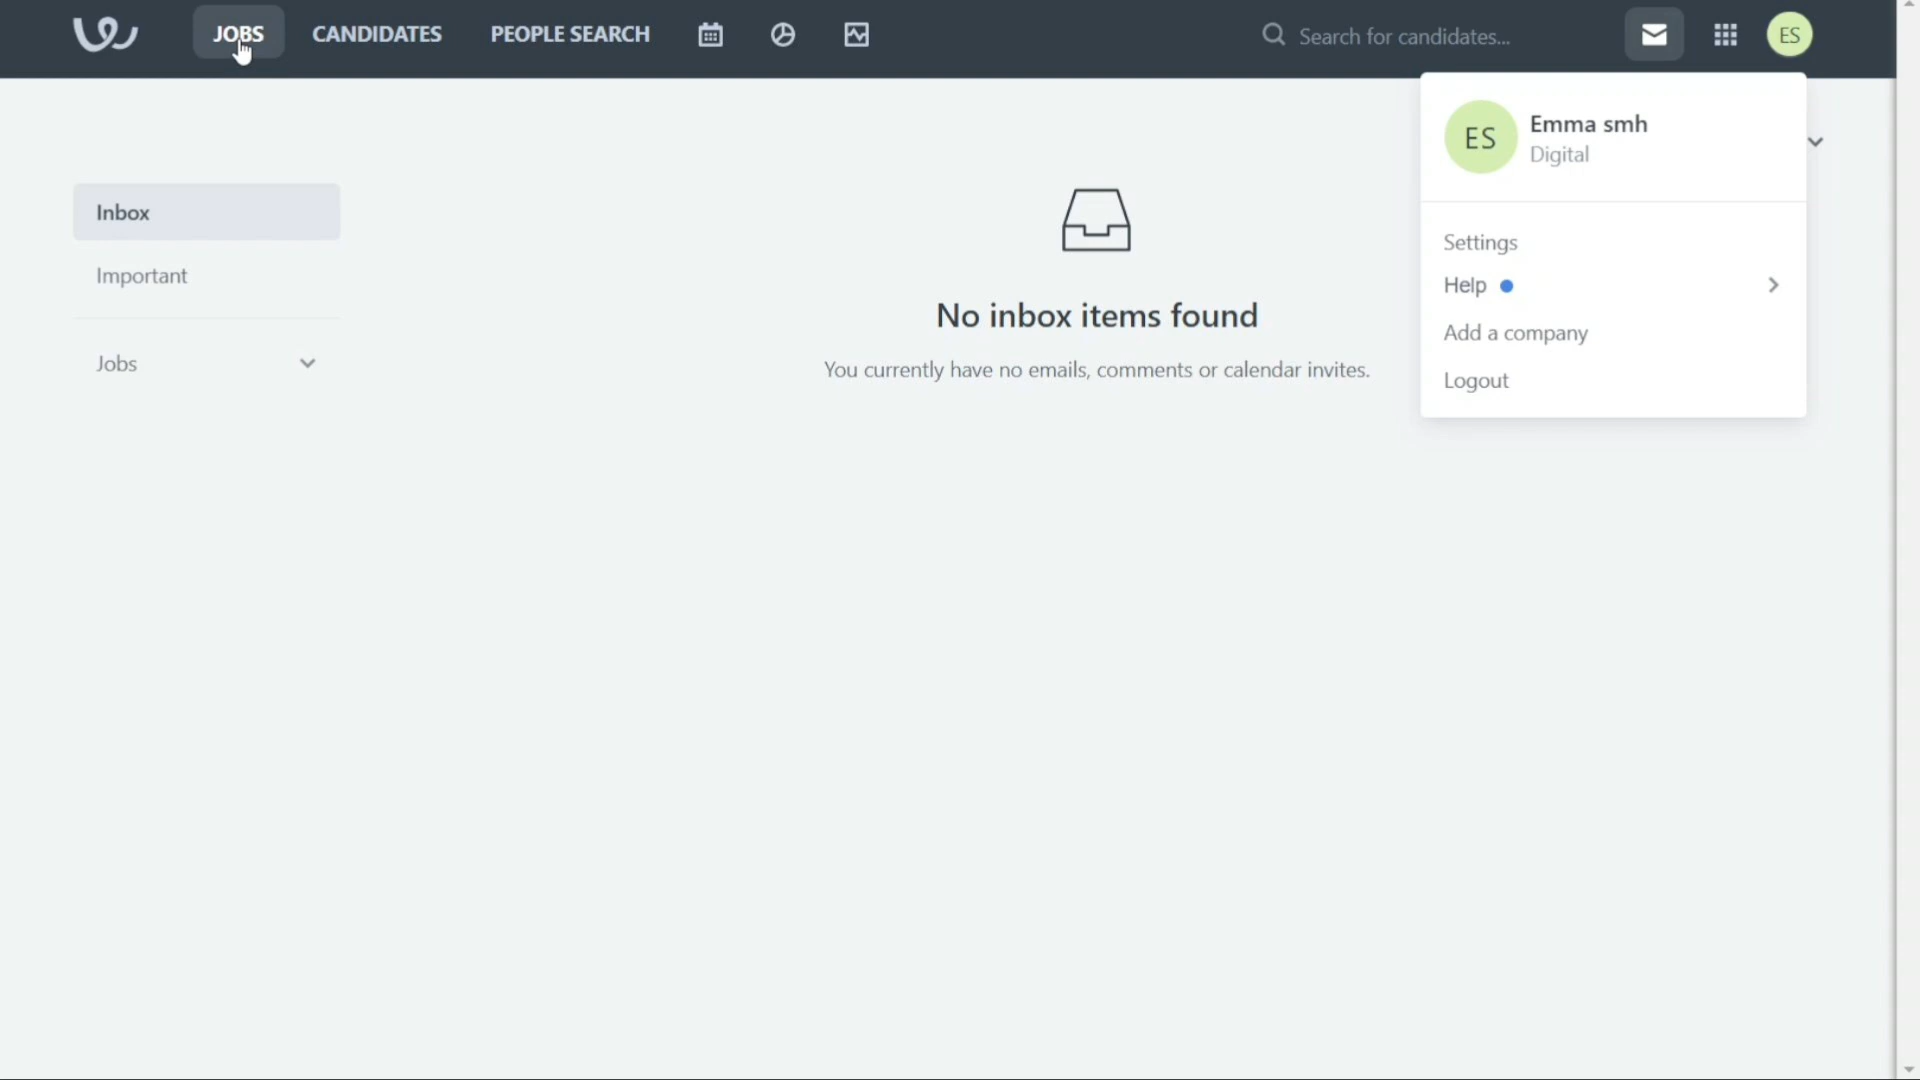 JOBS CANDIDATES PEOPLE SEARCH Search for candidates... ES
ES Emma smh
Digital
Inbox
Important
Jobs
No inbox items found
You currently have no emails, comments or calendar invites.
Settings
Help
Add a company
Logout